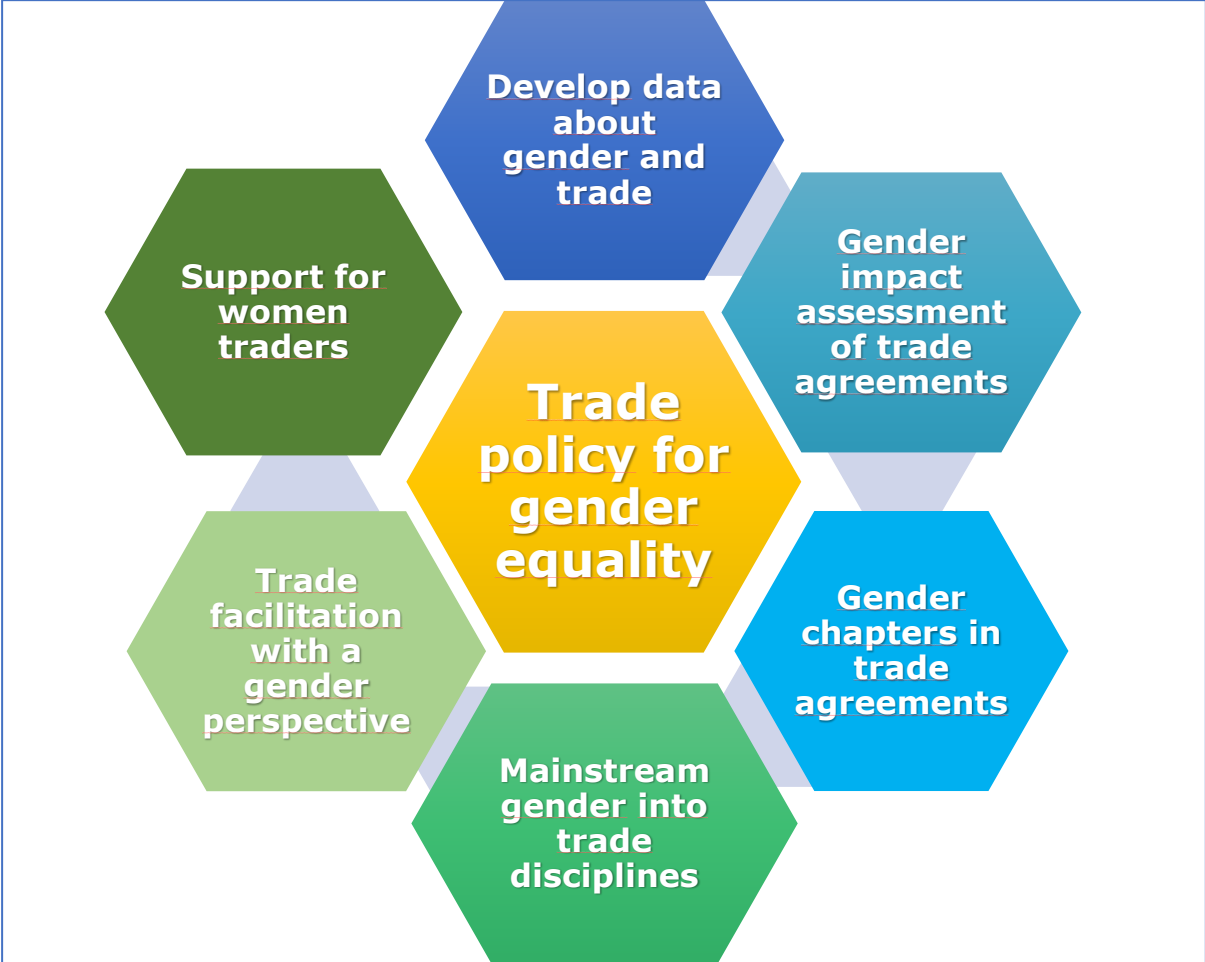 Develop data
about
gender and
trade
Gender
impact
assessment
of trade
agreements
Support for
women
traders
Trade
policy for
gender
equality
Gender
chapters in
trade
agreements
Trade
facilitation
with a
gender
perspective
Mainstream
gender into
trade
disciplines